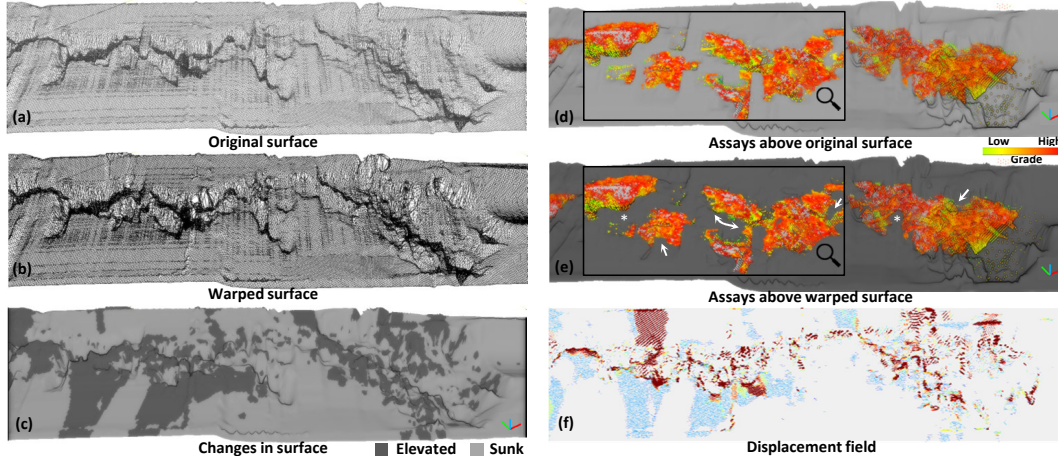 (a)
Original surface
(b)
Warped surface
(c)
Changes in surface
Elevated
Sunk
(d)
Assays above original surface
Low
High
Grade
*
*
(e)
Assays above warped surface
(f)
Displacement field